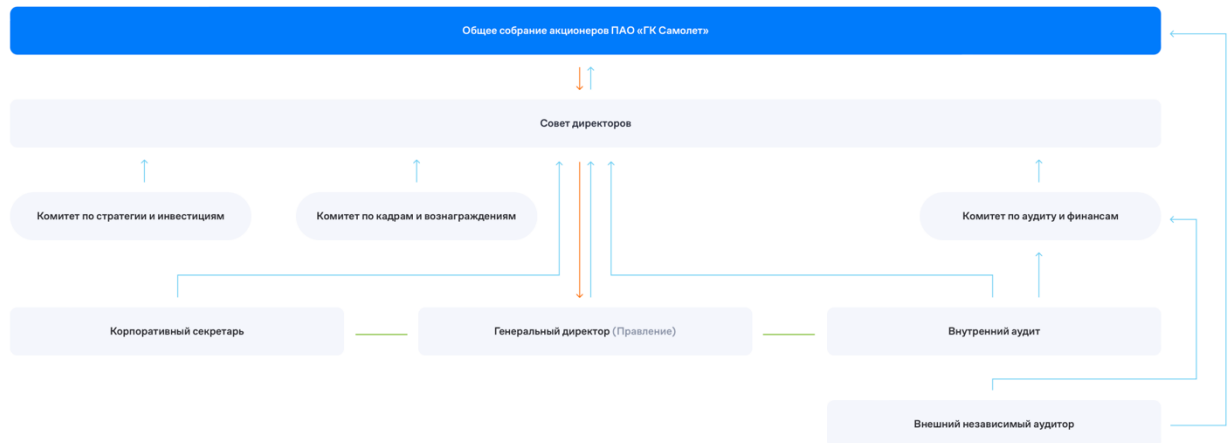 Общее собрание акционеров ПАО «ГК Самолет»
Совет директоров
Комитет по стратегии и инвестициям
Комитет по кадрам и вознаграждениям
Комитет по аудиту и финансам
Корпоративный секретарь
Генеральный директор (Правление)
Внутренний аудит
Внешний независимый аудитор